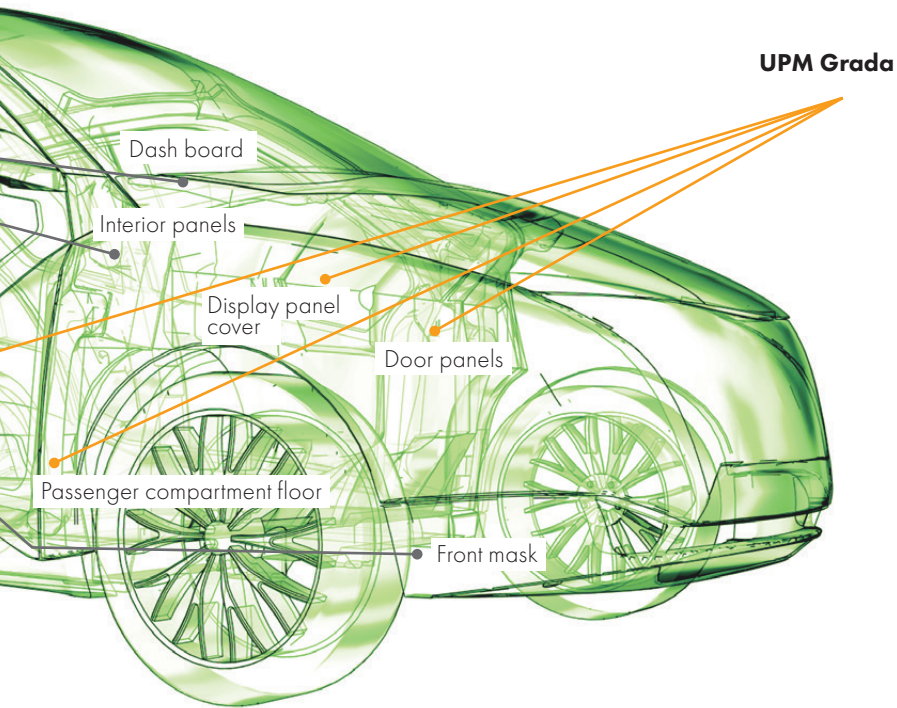 UPM Grada
Dash board
Interior panels
Display panel
cover
Door panels
Passenger compartment floor
Front mask